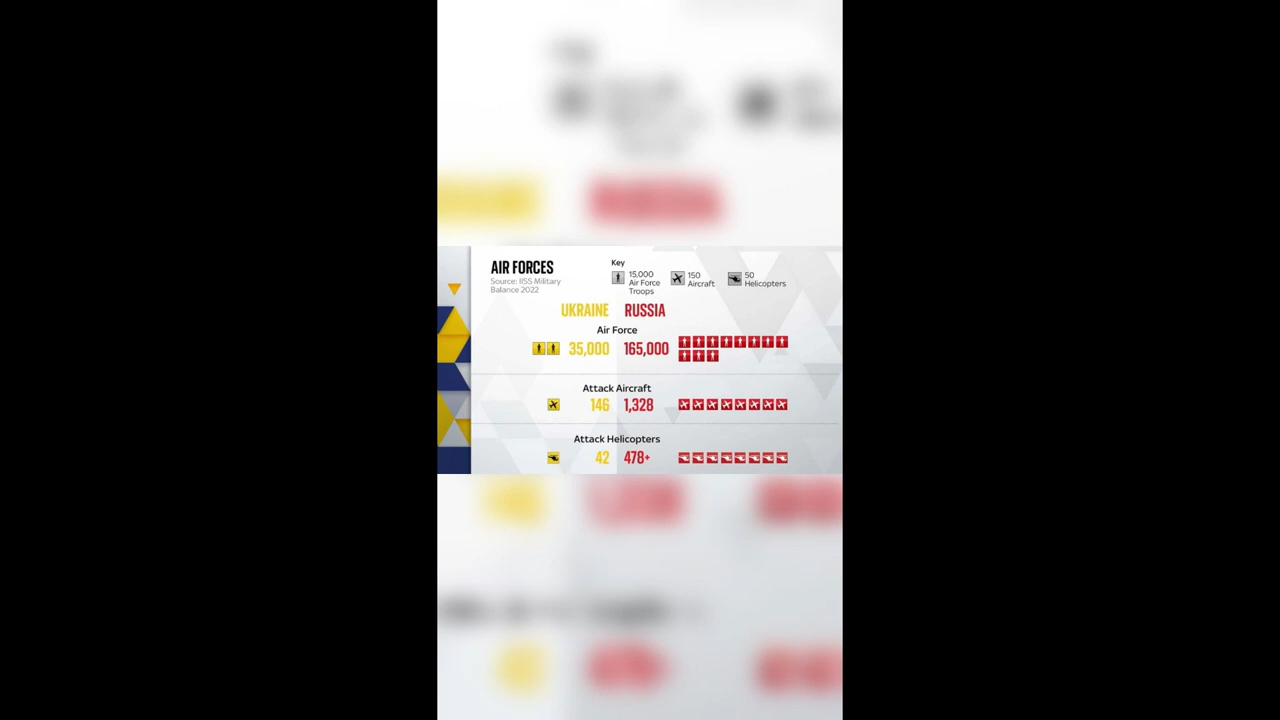 AIR FORCES
Source: IISS Military
Balance 2022
Key
15,000
Air Force
Troops
150
Aircraft
50
Helicopters
UKRAINE RUSSIA
Air Force
35,000 165,000
Attack Aircraft
146 1,328
Attack Helicopters
42 478+
RUSSIA